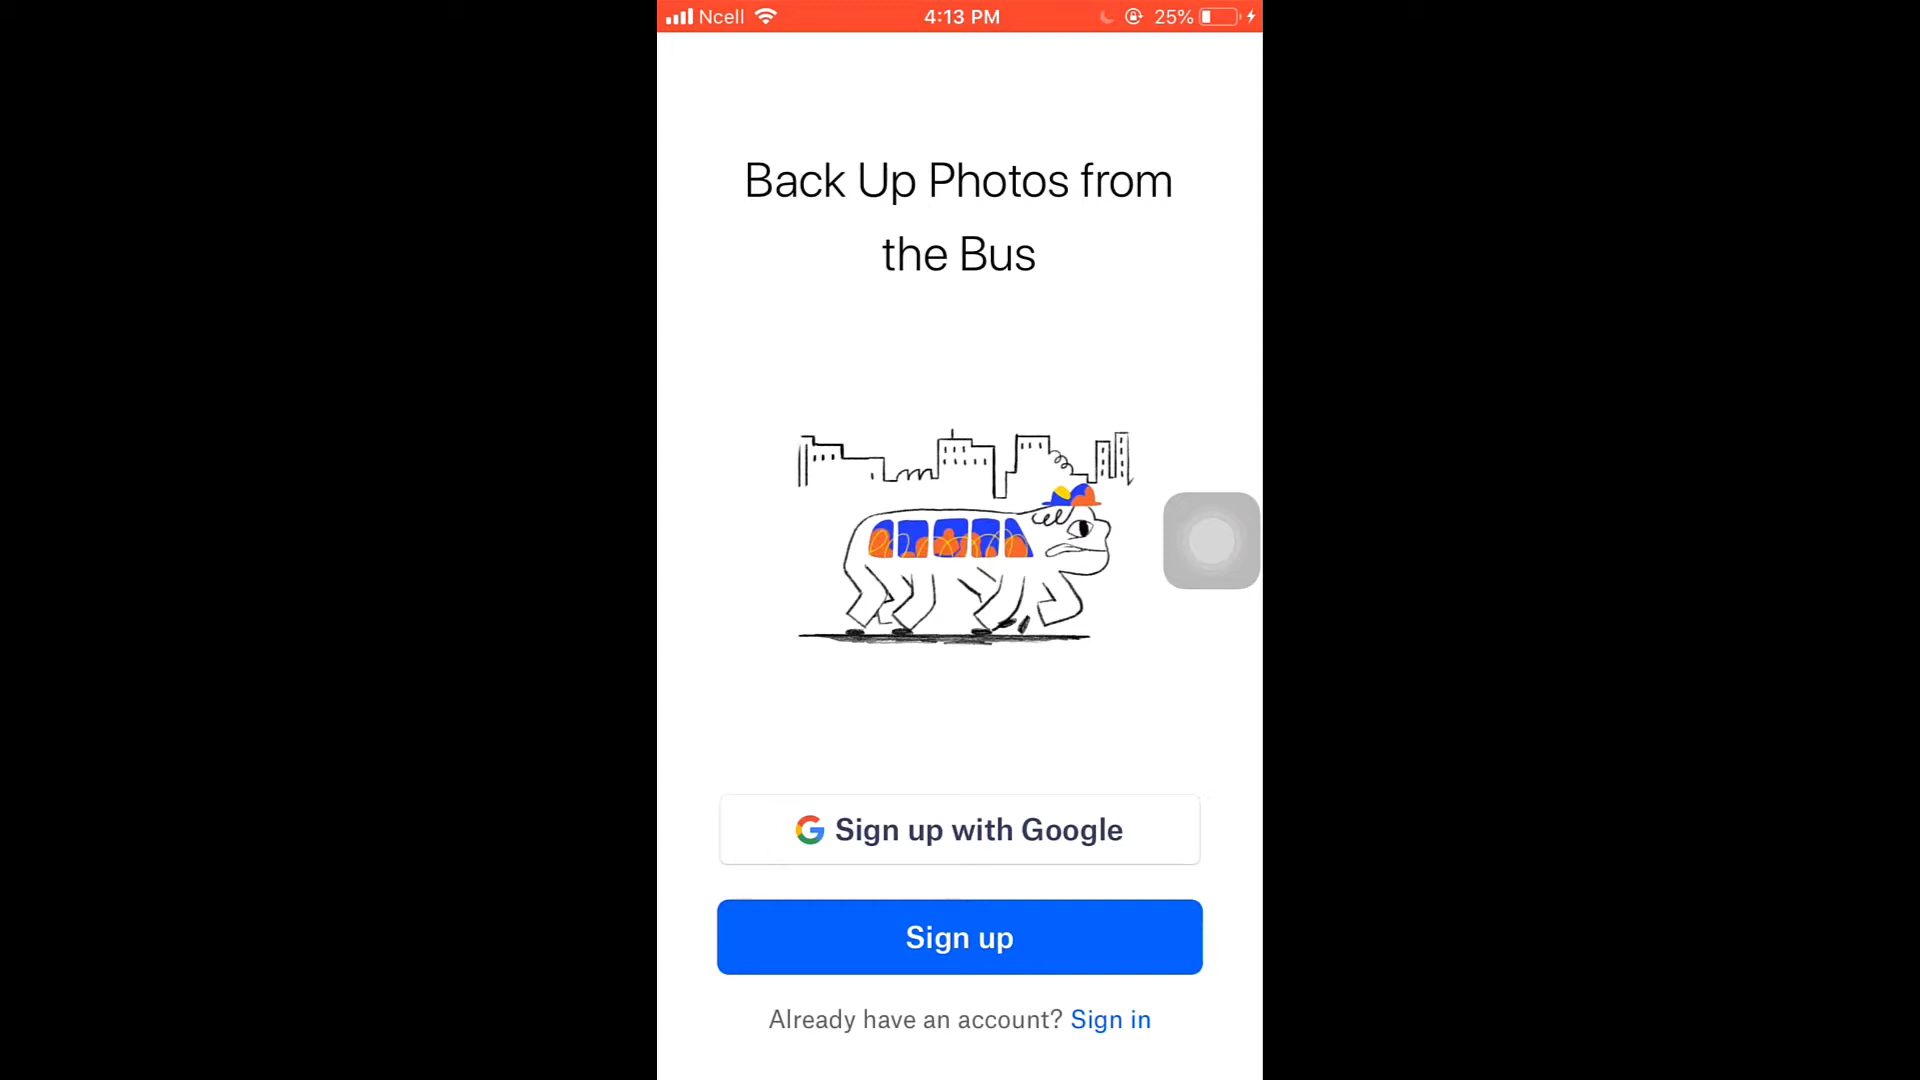 Ncell 4:13 PM 25%
Back Up Photos from
the Bus
Sign up with Google
Sign up
Already have an account? Sign in